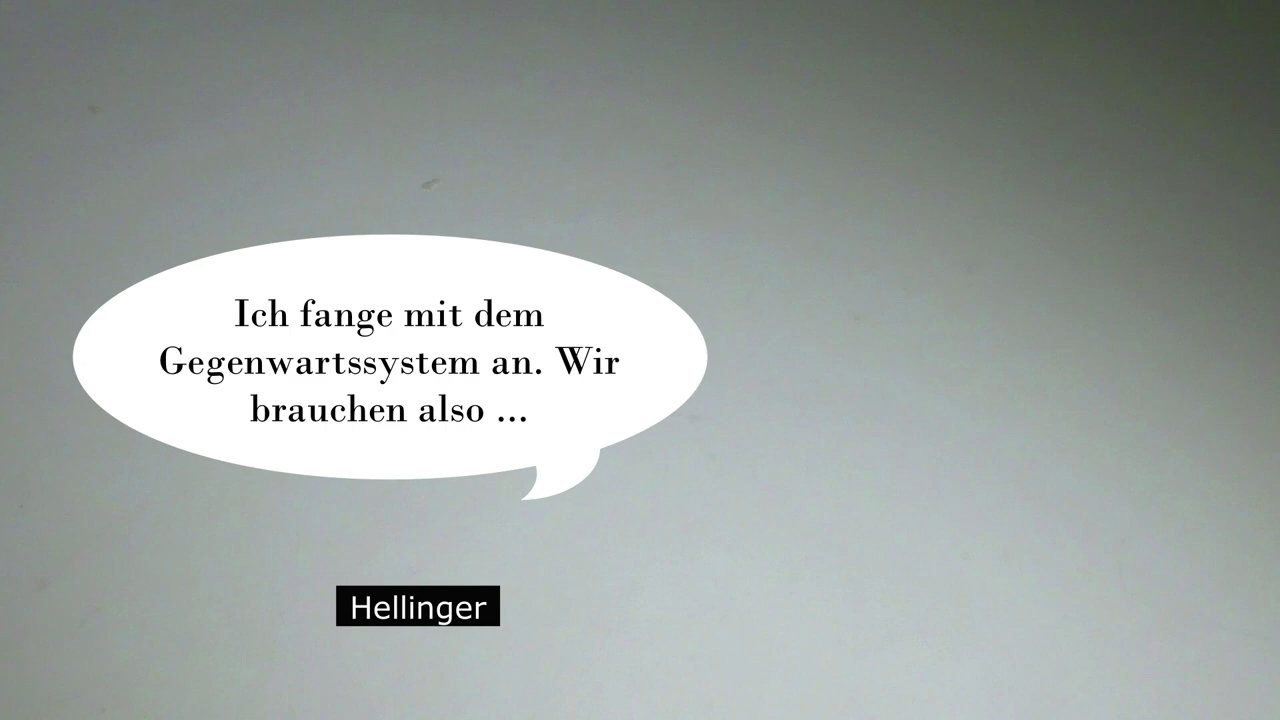 Ich fange mit dem
Gegenwartssystem an. Wir
brauchen also ...
Hellinger